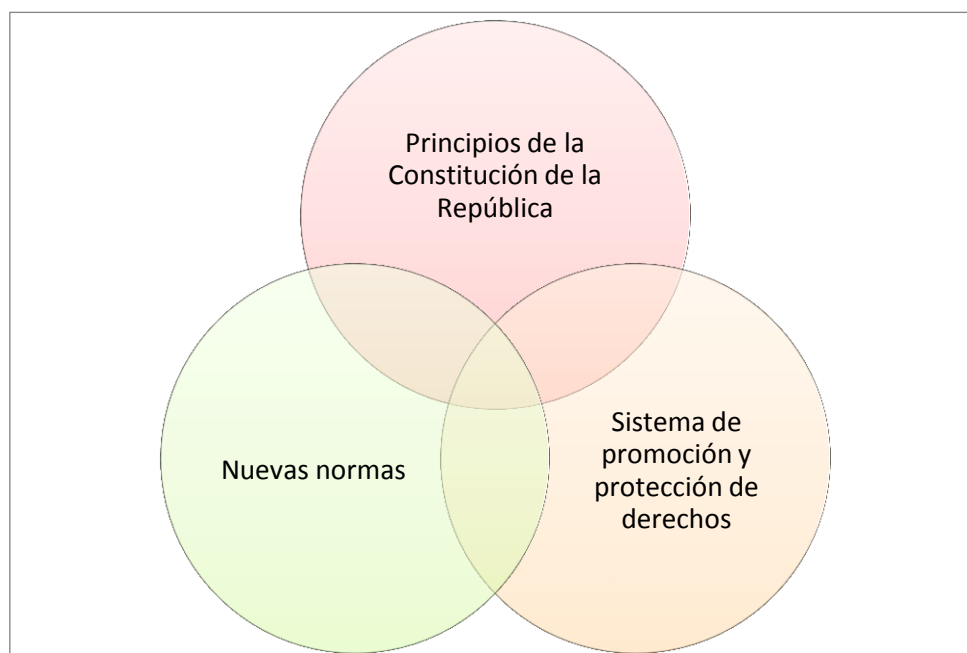 Principios de la
Constitución de la
República
Nuevas normas
Sistema de
promoción y
protección de
derechos